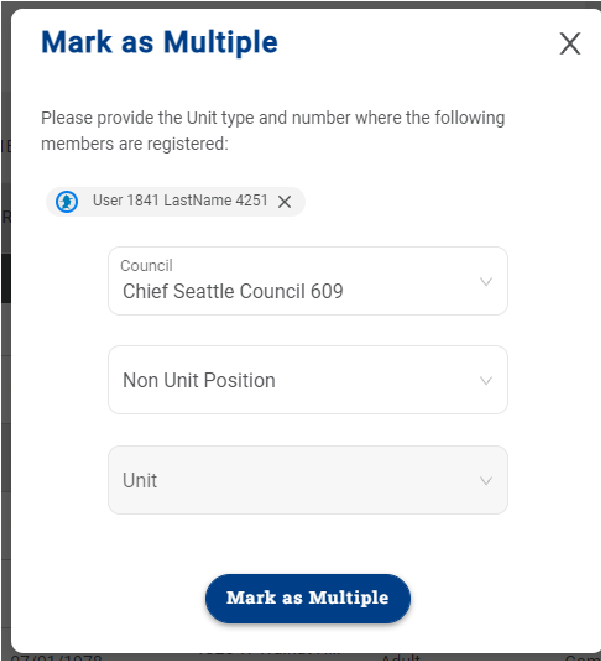 Mark as Multiple
Please provide the Unit type and number where the following
members are registered:
User 1841 LastName 4251
Council
Chief Seattle Council 609
Non Unit Position
Unit
Mark as Multiple
Adult